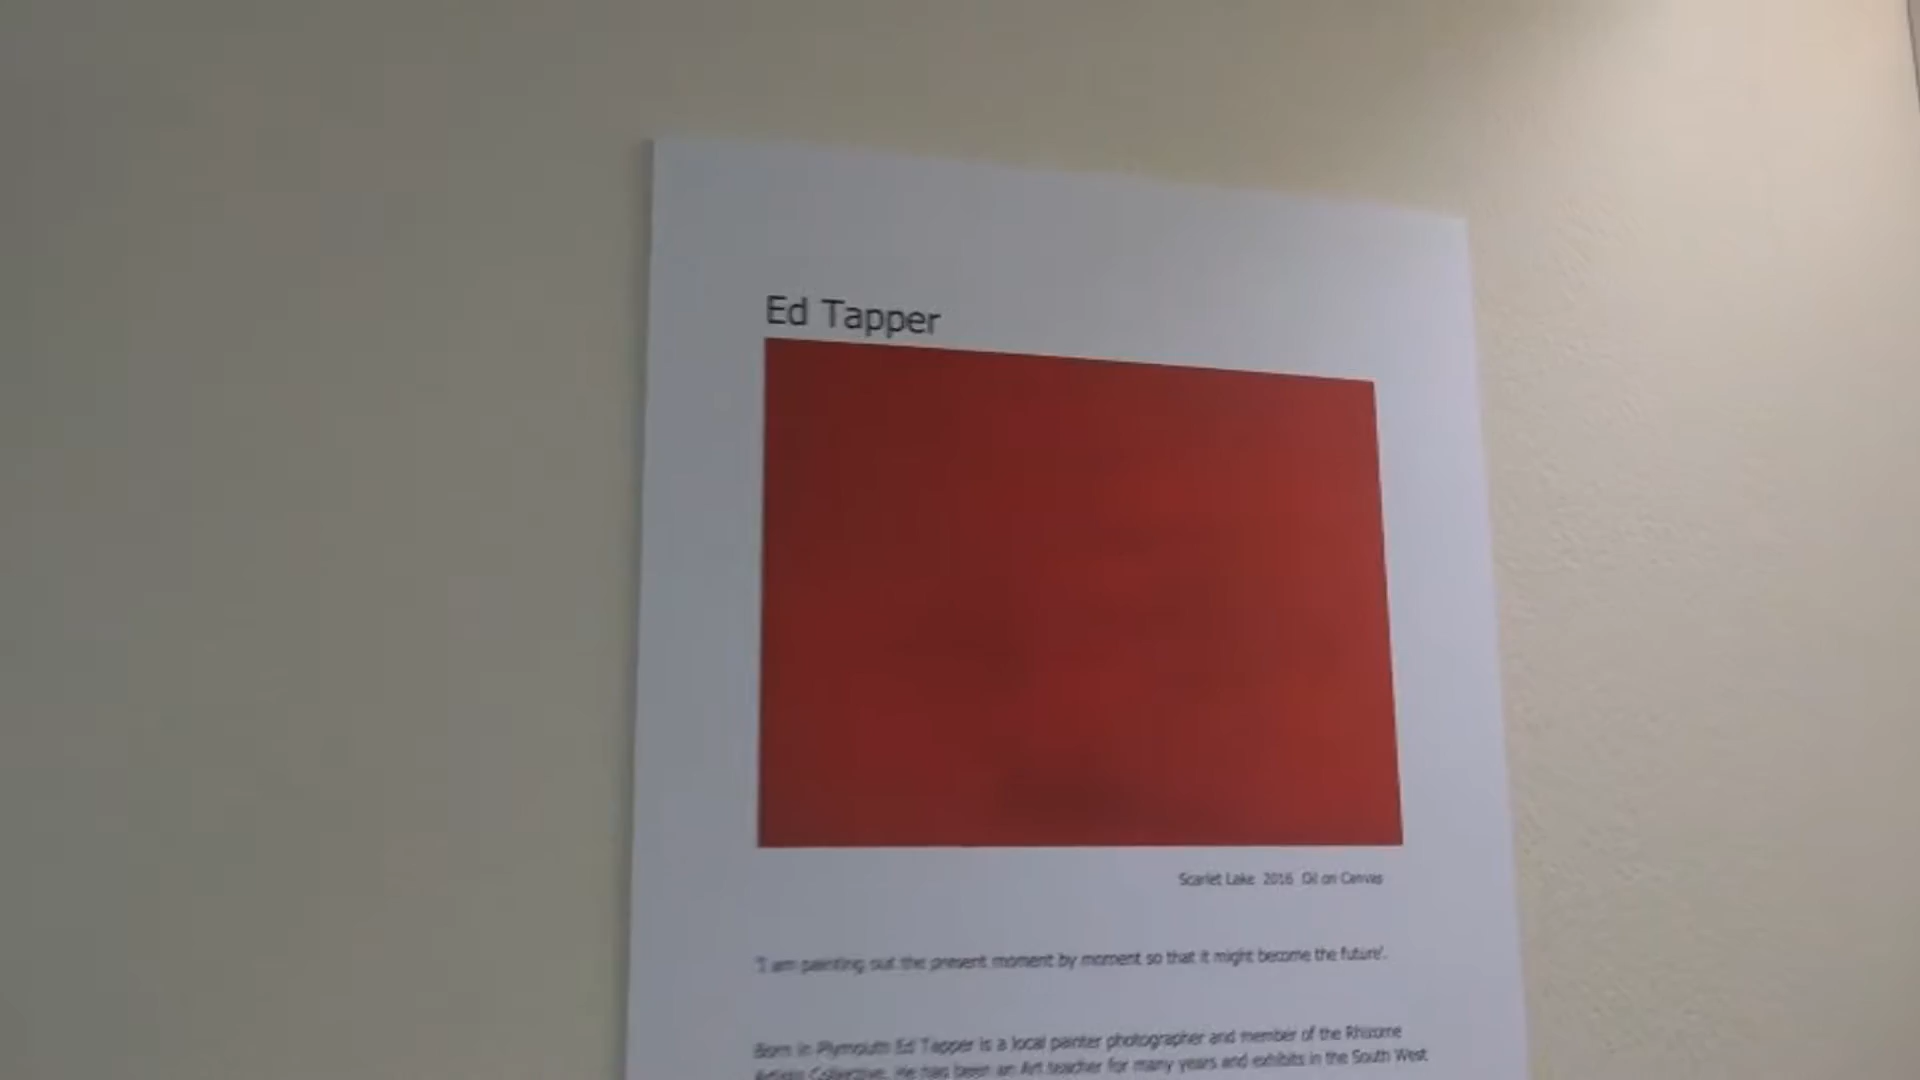 Ed Tapper
Scarlet Lake 2016 Oil on Canvas
'I am painting out the present moment by moment so that it might become the future'.
Born in Plymouth Ed Tapper is a local painter photographer and member of the Rhizome
Artists Collective. He has been an Art teacher for many years and exhibits in the South West